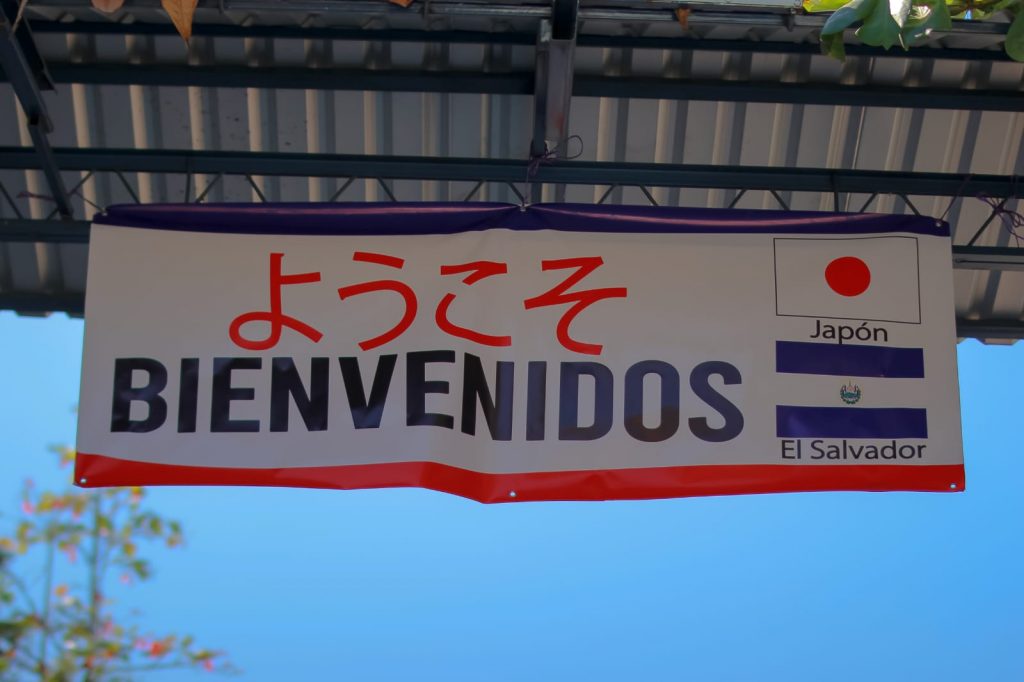 ようこそ
BIENVENIDOS
Japón
El Salvador